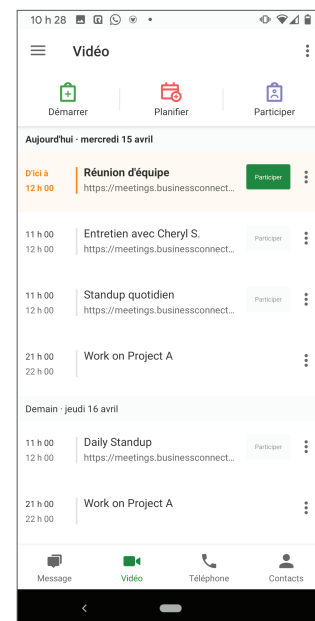 10 h 28
Vidéo
Démarrer
Planifier
Participer
Aujourd'hui · mercredi 15 avril
D'ici à
12 h 00
Réunion d'équipe
https://meetings.businessconnect...
Participer
11 h 00
12 h 00
Entretien avec Cheryl S.
https://meetings.businessconnect...
Participer
11 h 00
12 h 00
Standup quotidien
https://meetings.businessconnect...
Participer
21 h 00
22 h 00
Work on Project A
Demain · jeudi 16 avril
11 h 00
12 h 00
Daily Standup
https://meetings.businessconnect...
Participer
21 h 00
22 h 00
Work on Project A
Message
Vidéo
Téléphone
Contacts